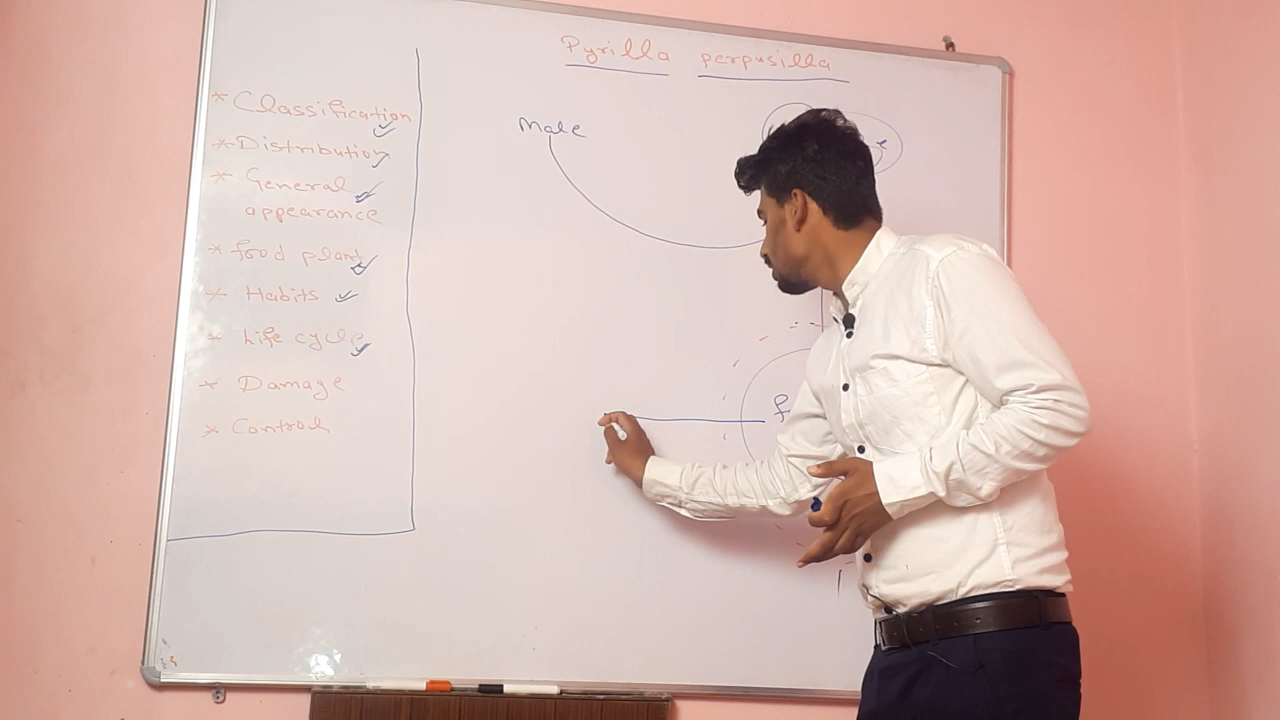 Pyrilla perpusilla
* Classification
* Distribution
* General
appearance
* food plant
* Habits
* Life cycle
* Damage
* Control
Male